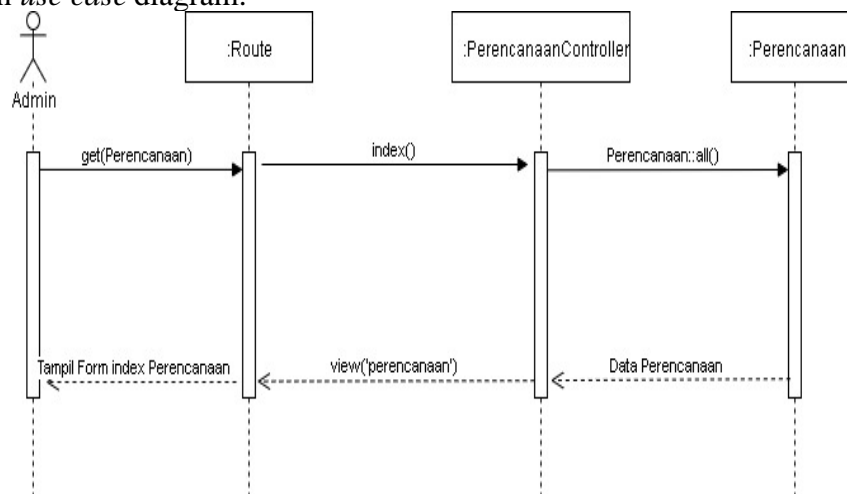 use case diagram.
:Route
:PerencanaanController
:Perencanaan
Admin
get(Perencanaan)
index()
Perencanaan::all()
Tampil Form index Perencanaan
view('perencanaan')
Data Perencanaan